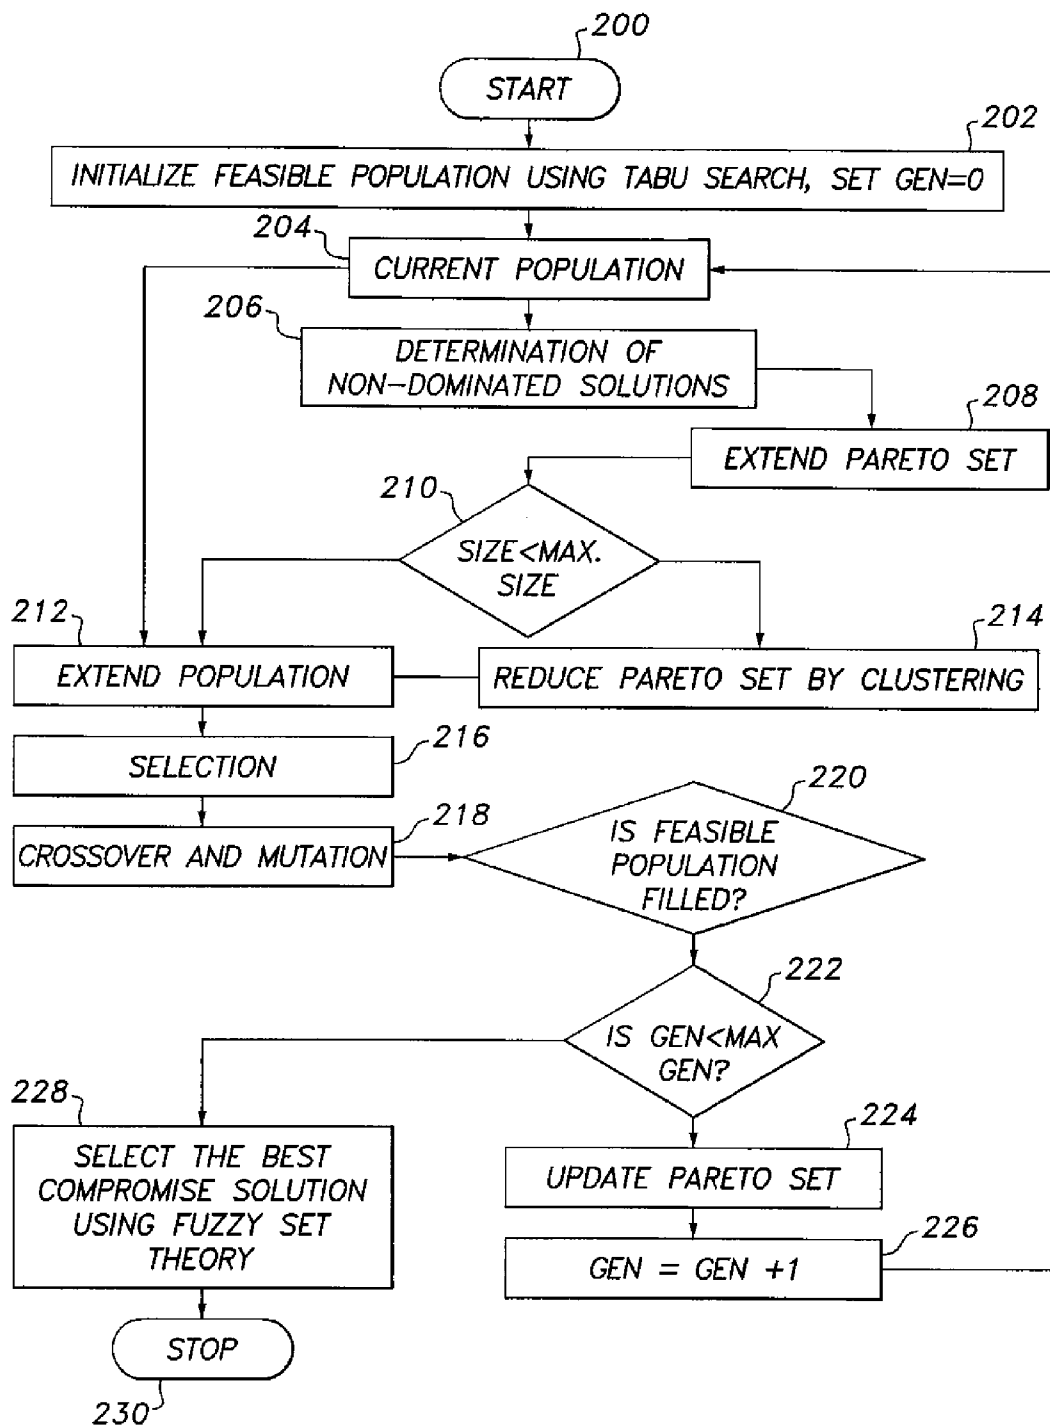 200
START
202
INITIALIZE FEASIBLE POPULATION USING TABU SEARCH, SET GEN=0
204
CURRENT POPULATION
206
DETERMINATION OF
NON-DOMINATED SOLUTIONS
208
EXTEND PARETO SET
210
SIZE<MAX.
SIZE
212
EXTEND POPULATION
214
REDUCE PARETO SET BY CLUSTERING
216
SELECTION
218
CROSSOVER AND MUTATION
220
IS FEASIBLE
POPULATION
FILLED?
222
IS GEN<MAX
GEN?
228
SELECT THE BEST
COMPROMISE SOLUTION
USING FUZZY SET
THEORY
224
UPDATE PARETO SET
226
GEN = GEN +1
STOP
230